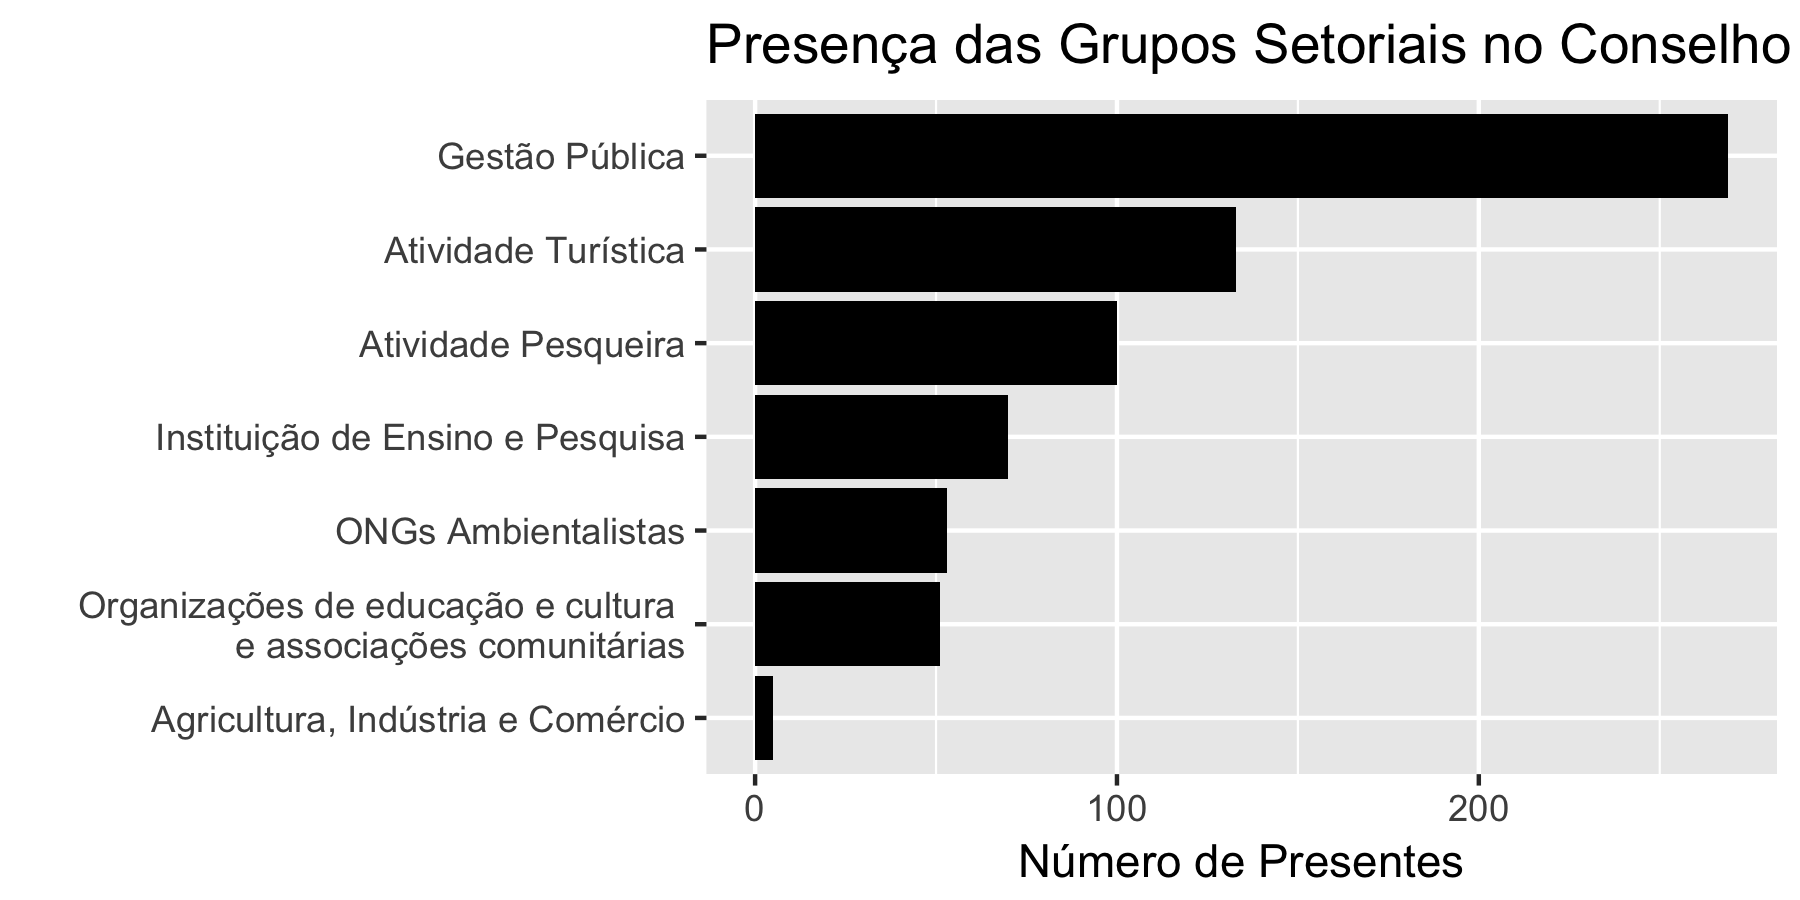 Presença das Grupos Setoriais no Conselho
Gestão Pública
Atividade Turística
Atividade Pesqueira
Instituição de Ensino e Pesquisa
ONGs Ambientalistas
Organizações de educação e cultura
e associações comunitárias
Agricultura, Indústria e Comércio
0 100 200
Número de Presentes